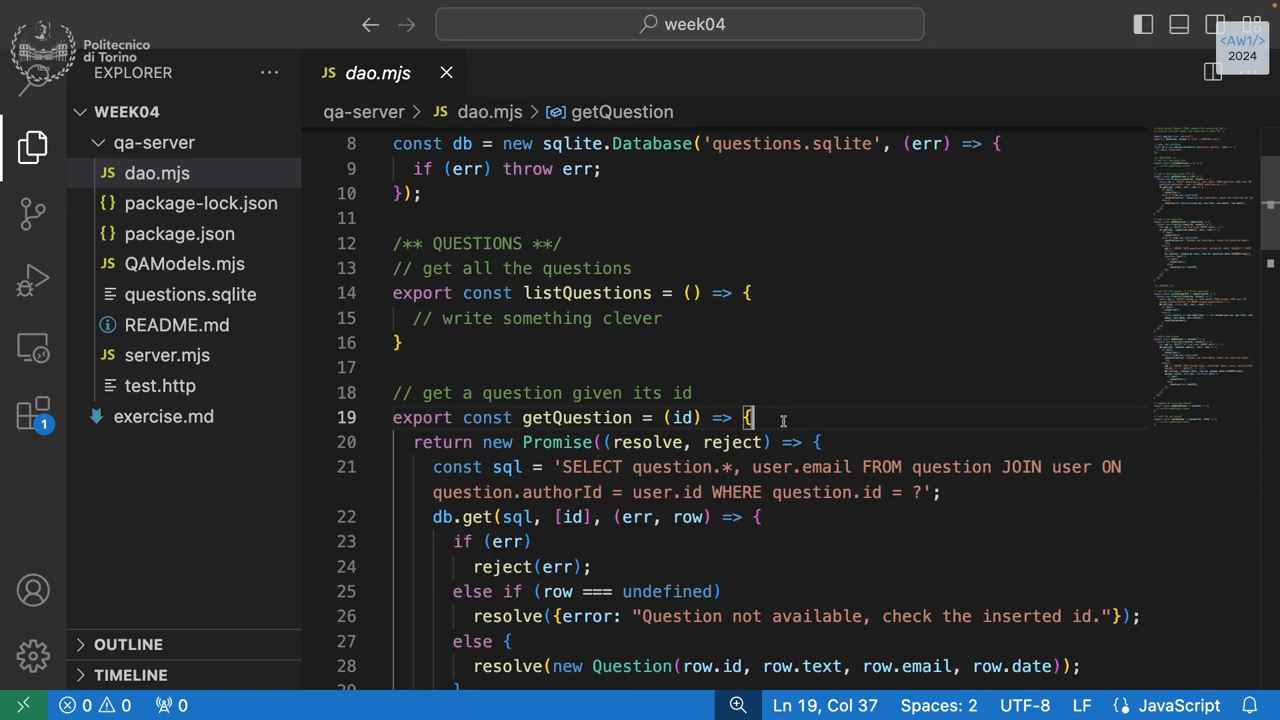 week04
Politecnico
di Torino
<AW1/>
2024
EXPLORER
JS dao.mjs
WEEK04
qa-server > JS dao.mjs > getQuestion
qa-server
JS dao.mjs
{} package-lock.json
{} package.json
JS QAModels.mjs
questions.sqlite
README.md
JS server.mjs
test.http
exercise.md
1
OUTLINE
TIMELINE
8 const db = new sqlite.Database('questions.sqlite', (err) => {
9 if (err) throw err;
10 });
11
12 /** QUESTIONS **/
13 // get all the questions
14 export const listQuestions = () => {
15 // write something clever
16 }
17
18 // get a question given its id
19 export const getQuestion = (id) => {
20 return new Promise((resolve, reject) => {
21 const sql = 'SELECT question.*, user.email FROM question JOIN user ON
question.authorId = user.id WHERE question.id = ?';
22 db.get(sql, [id], (err, row) => {
23 if (err)
24 reject(err);
25 else if (row === undefined)
26 resolve({error: "Question not available, check the inserted id."});
27 else {
28 resolve(new Question(row.id, row.text, row.email, row.date));
29 }
0 0 0 Ln 19, Col 37 Spaces: 2 UTF-8 LF {} JavaScript